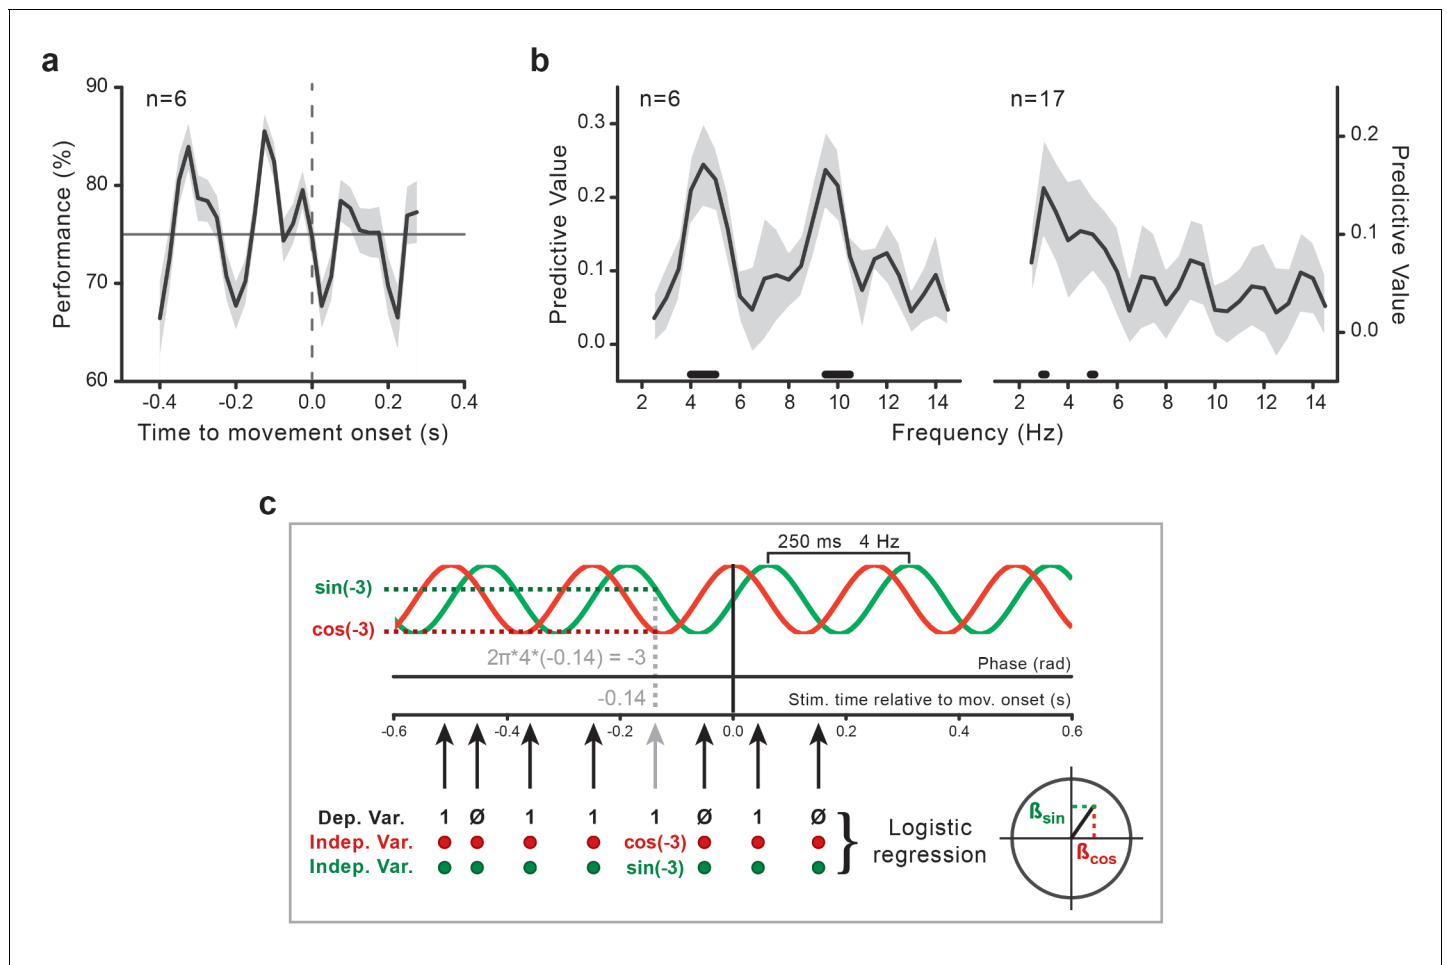 a
n=6
90
80
70
60
Performance (%)
-0.4 -0.2 0.0 0.2 0.4
Time to movement onset (s)
b
n=6
0.3
0.2
0.1
0.0
Predictive Value
2 4 6 8 10 12 14
n=17
0.2
0.1
0.0
Predictive Value
2 4 6 8 10 12 14
Frequency (Hz)
c
250 ms 4 Hz
sin(-3)
cos(-3)
2π*4*(-0.14) = -3
Phase (rad)
-0.14
Stim. time relative to mov. onset (s)
-0.6 -0.4 -0.2 0.0 0.2 0.4 0.6
Dep. Var. 1 Ø 1 1 1 Ø 1 Ø
Indep. Var. cos(-3)
Indep. Var. sin(-3)
}
Logistic
regression
ßsin
ßcos